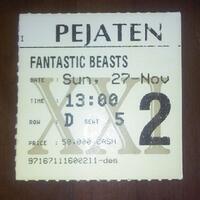 PEJATEN
FANTASTIC BEASTS
DATE : Sun, 27-Nov
TIME : 13:00
ROW D SEAT 5
2
PRICE : 50.000 CASH
XXI
97167111600211-des